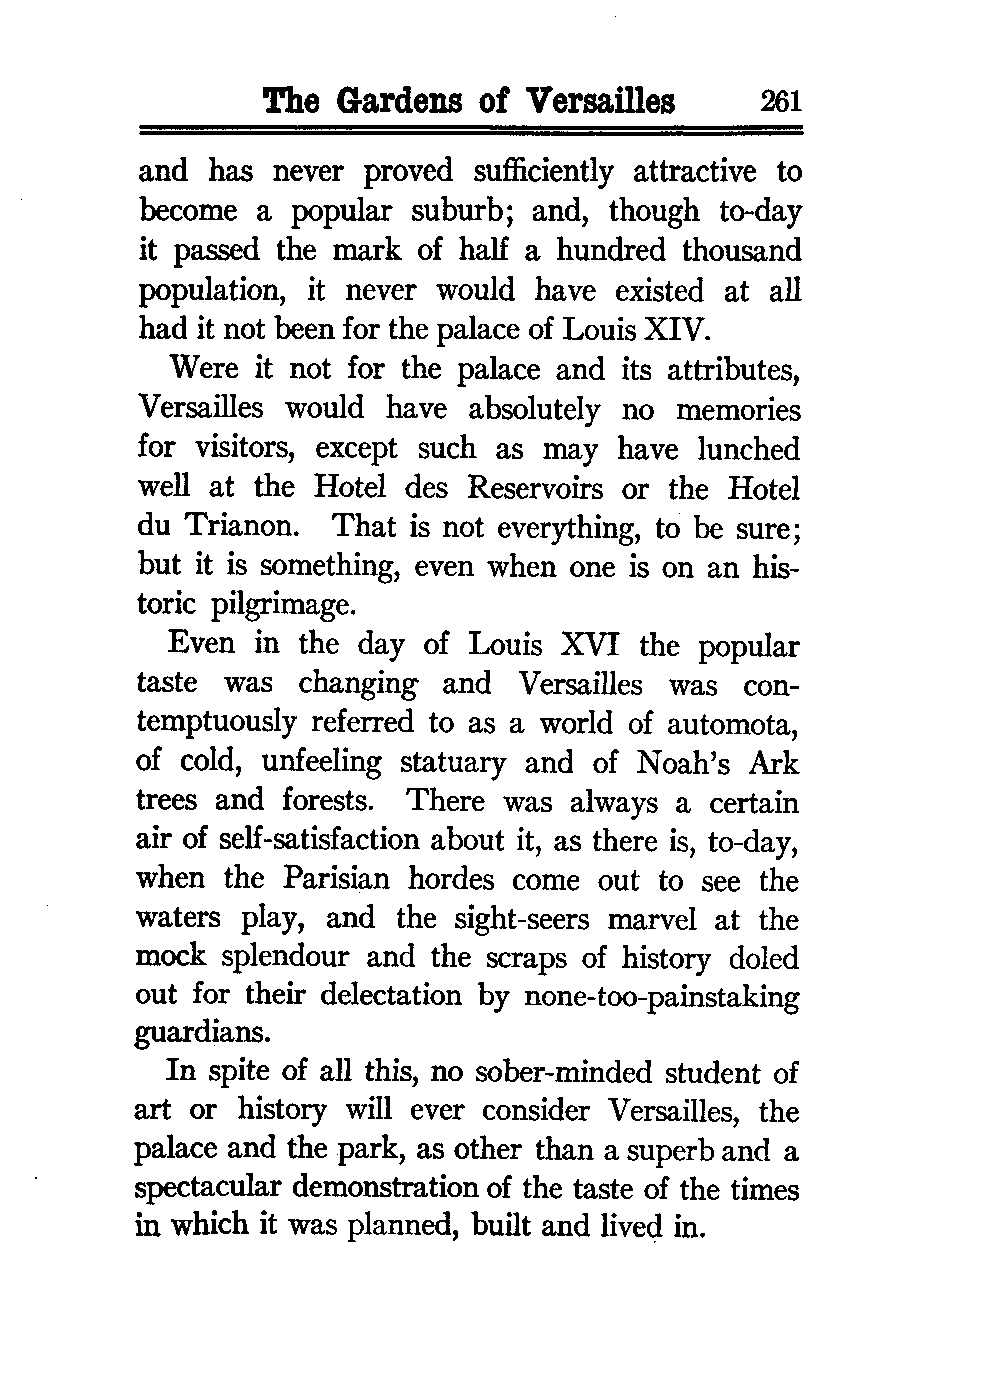 The Gardens of Versailles 261
and has never proved sufficiently attractive to
become a popular suburb; and, though to-day
it passed the mark of half a hundred thousand
population, it never would have existed at all
had it not been for the palace of Louis XIV.
Were it not for the palace and its attributes,
Versailles would have absolutely no memories
for visitors, except such as may have lunched
well at the Hotel des Reservoirs or the Hotel
du Trianon. That is not everything, to be sure;
but it is something, even when one is on an his-
toric pilgrimage.
Even in the day of Louis XVI the popular
taste was changing and Versailles was con-
temptuously referred to as a world of automota,
of cold, unfeeling statuary and of Noah's Ark
trees and forests. There was always a certain
air of self-satisfaction about it, as there is, to-day,
when the Parisian hordes come out to see the
waters play, and the sight-seers marvel at the
mock splendour and the scraps of history doled
out for their delectation by none-too-painstaking
guardians.
In spite of all this, no sober-minded student of
art or history will ever consider Versailles, the
palace and the park, as other than a superb and a
spectacular demonstration of the taste of the times
in which it was planned, built and lived in.